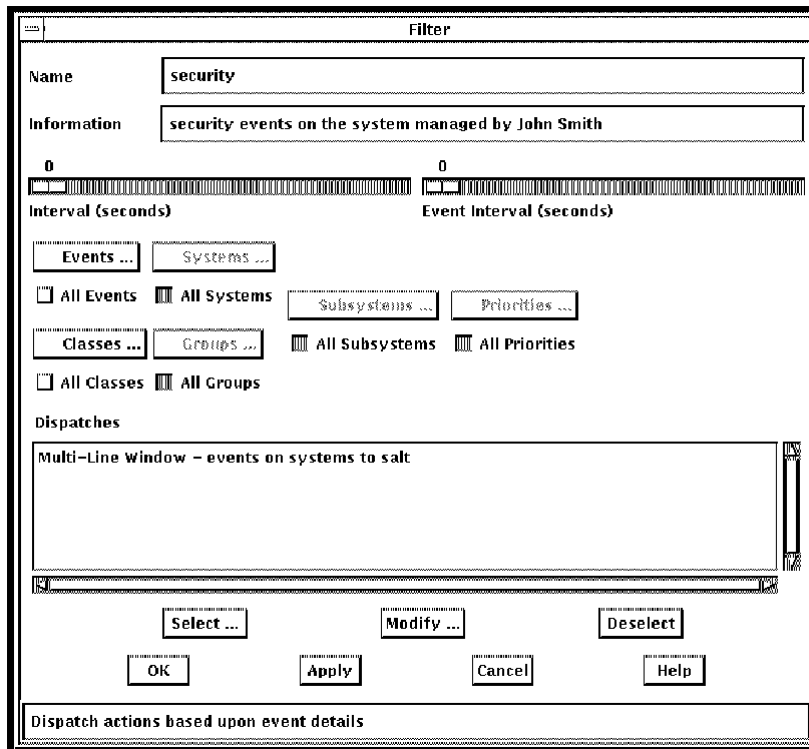 Filter
Name
security
Information
security events on the system managed by John Smith
0
0
Interval (seconds)
Event Interval (seconds)
Events ...
Systems ...
All Events
All Systems
Subsystems ...
Priorities ...
Classes ...
Groups ...
All Subsystems
All Priorities
All Classes
All Groups
Dispatches
Multi-Line Window - events on systems to salt
Select ...
Modify ...
Deselect
OK
Apply
Cancel
Help
Dispatch actions based upon event details